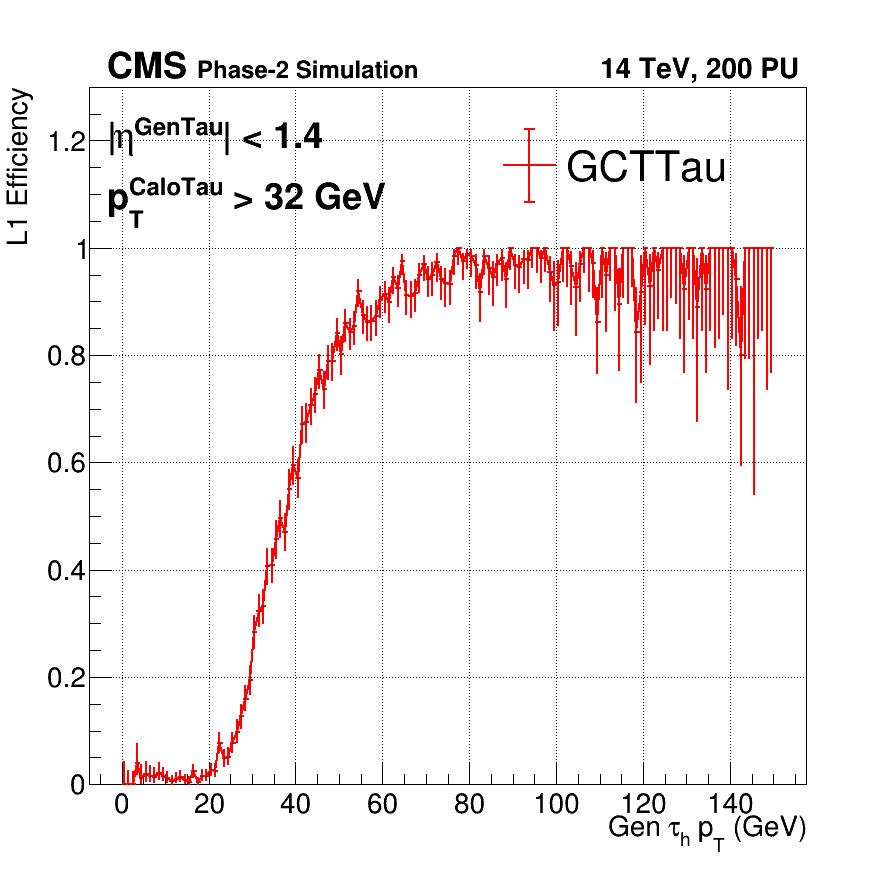 CMS Phase-2 Simulation 14 TeV, 200 PU
L1 Efficiency
|η^GenTau| < 1.4
p_T^CaloTau > 32 GeV
GCTTau
1.2
1
0.8
0.6
0.4
0.2
0
0 20 40 60 80 100 120 140
Gen τ_h p_T (GeV)